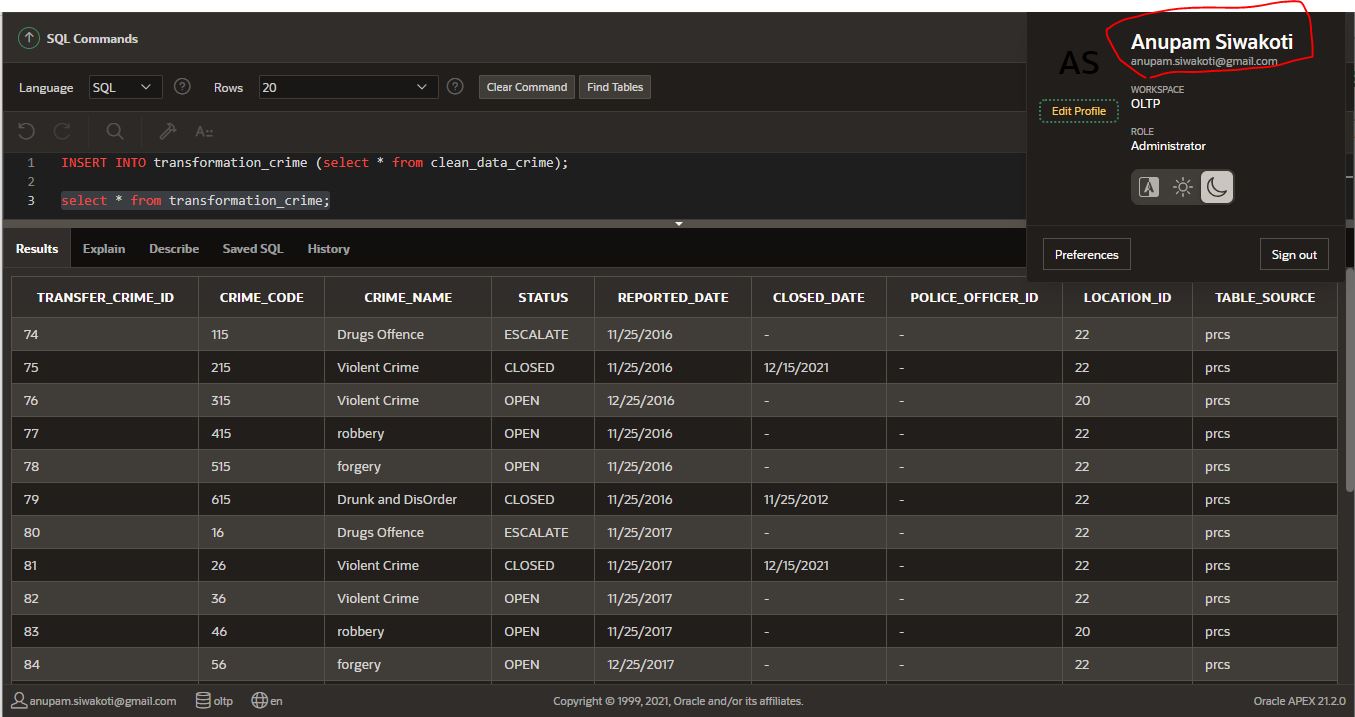 SQL Commands
Anupam Siwakoti
AS
anupam.siwakoti@gmail.com
Edit Profile
WORKSPACE
OLTP
ROLE
Administrator
Preferences Sign out
Language SQL ? Rows 20 ? Clear Command Find Tables
1 INSERT INTO transformation_crime (select * from clean_data_crime);
2
3 select * from transformation_crime;
Results Explain Describe Saved SQL History
TRANSFER_CRIME_ID CRIME_CODE CRIME_NAME STATUS REPORTED_DATE CLOSED_DATE POLICE_OFFICER_ID LOCATION_ID TABLE_SOURCE
74 115 Drugs Offence ESCALATE 11/25/2016 - - 22 prcs
75 215 Violent Crime CLOSED 11/25/2016 12/15/2021 - 22 prcs
76 315 Violent Crime OPEN 12/25/2016 - - 20 prcs
77 415 robbery OPEN 11/25/2016 - - 22 prcs
78 515 forgery OPEN 11/25/2016 - - 22 prcs
79 615 Drunk and DisOrder CLOSED 11/25/2016 11/25/2012 - 22 prcs
80 16 Drugs Offence ESCALATE 11/25/2017 - - 22 prcs
81 26 Violent Crime CLOSED 11/25/2017 12/15/2021 - 22 prcs
82 36 Violent Crime OPEN 11/25/2017 - - 22 prcs
83 46 robbery OPEN 11/25/2017 - - 20 prcs
84 56 forgery OPEN 12/25/2017 - - 22 prcs
anupam.siwakoti@gmail.com oltp en Copyright © 1999, 2021, Oracle and/or its affiliates. Oracle APEX 21.2.0